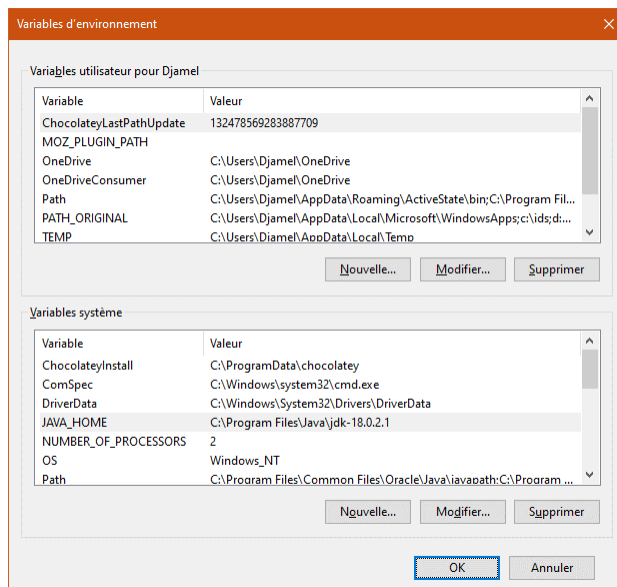 Variables d'environnement
Variables utilisateur pour Djamel
Variable Valeur
ChocolateyLastPathUpdate 132478569283887709
MOZ_PLUGIN_PATH
OneDrive C:\Users\Djamel\OneDrive
OneDriveConsumer C:\Users\Djamel\OneDrive
Path C:\Users\Djamel\AppData\Roaming\ActiveState\bin;C:\Program Fil...
PATH_ORIGINAL C:\Users\Djamel\AppData\Local\Microsoft\WindowsApps;c:\ids;d:...
TEMP C:\Users\Djamel\AppData\Local\Temp
Nouvelle... Modifier... Supprimer
Variables système
Variable Valeur
ChocolateyInstall C:\ProgramData\chocolatey
ComSpec C:\Windows\system32\cmd.exe
DriverData C:\Windows\System32\Drivers\DriverData
JAVA_HOME C:\Program Files\Java\jdk-18.0.2.1
NUMBER_OF_PROCESSORS 2
OS Windows_NT
Path C:\Program Files\Common Files\Oracle\Java\javapath;C:\Program ...
Nouvelle... Modifier... Supprimer
OK Annuler